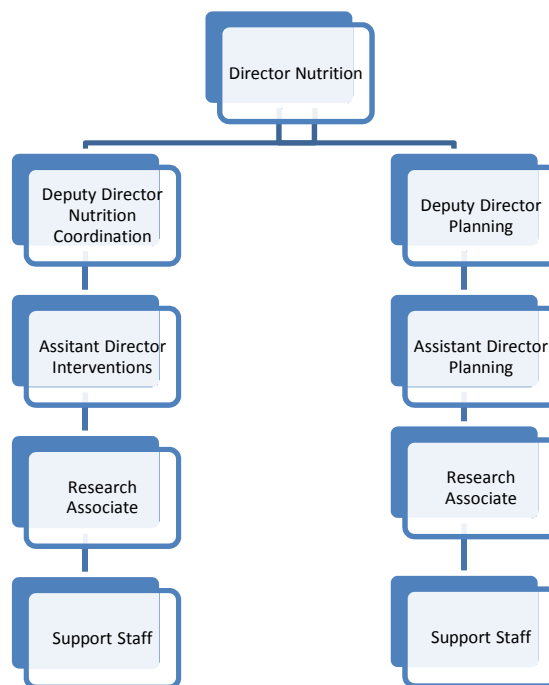 Director Nutrition
Deputy Director
Nutrition
Coordination
Deputy Director
Planning
Assitant Director
Interventions
Assistant Director
Planning
Research
Associate
Research
Associate
Support Staff
Support Staff